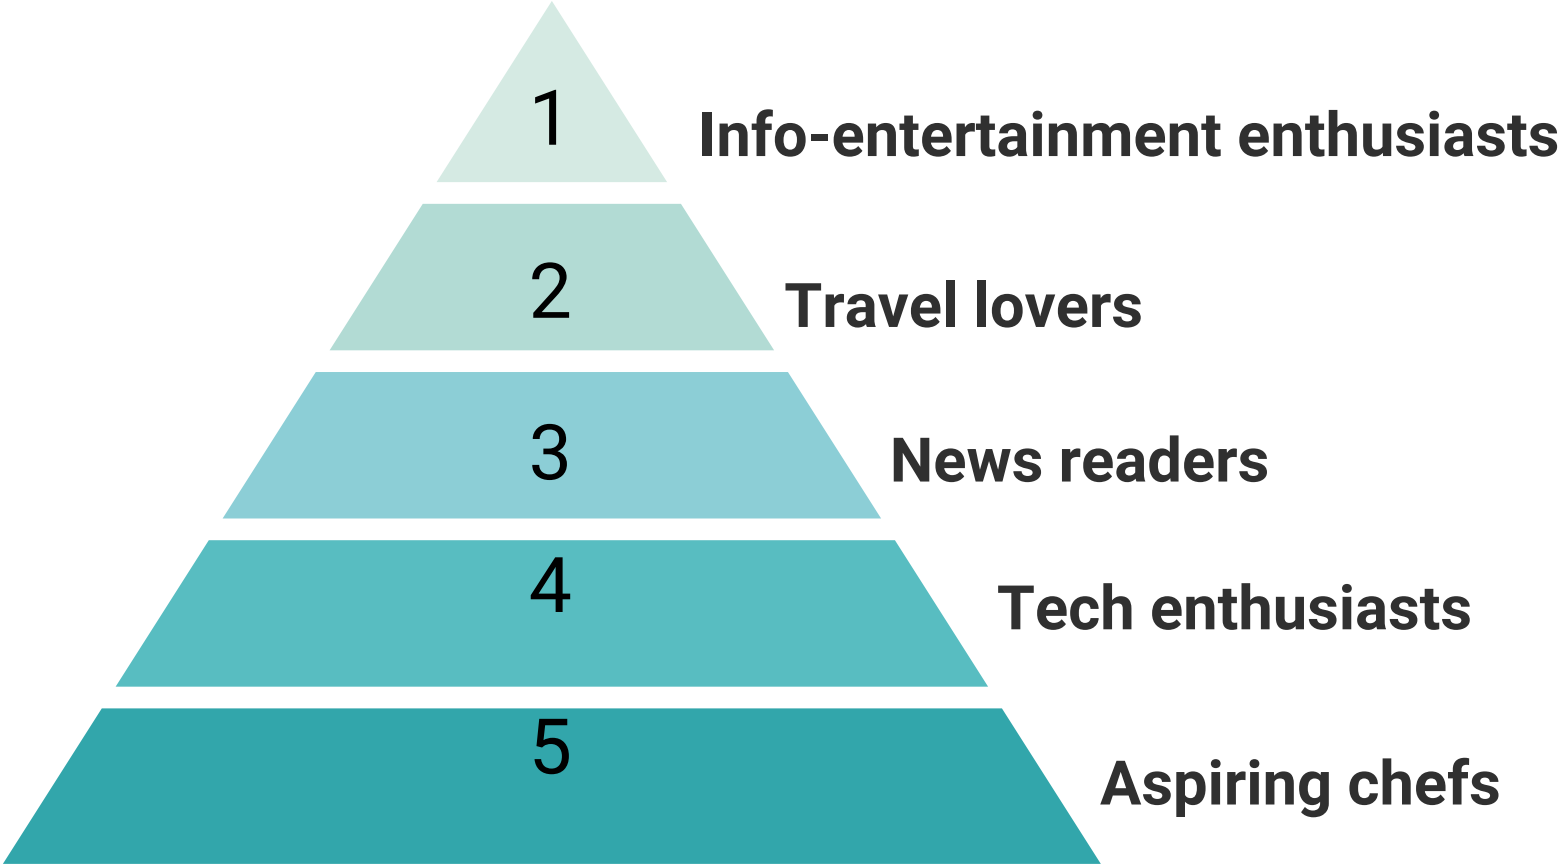 1
Info-entertainment enthusiasts
2
Travel lovers
3
News readers
4
Tech enthusiasts
5
Aspiring chefs